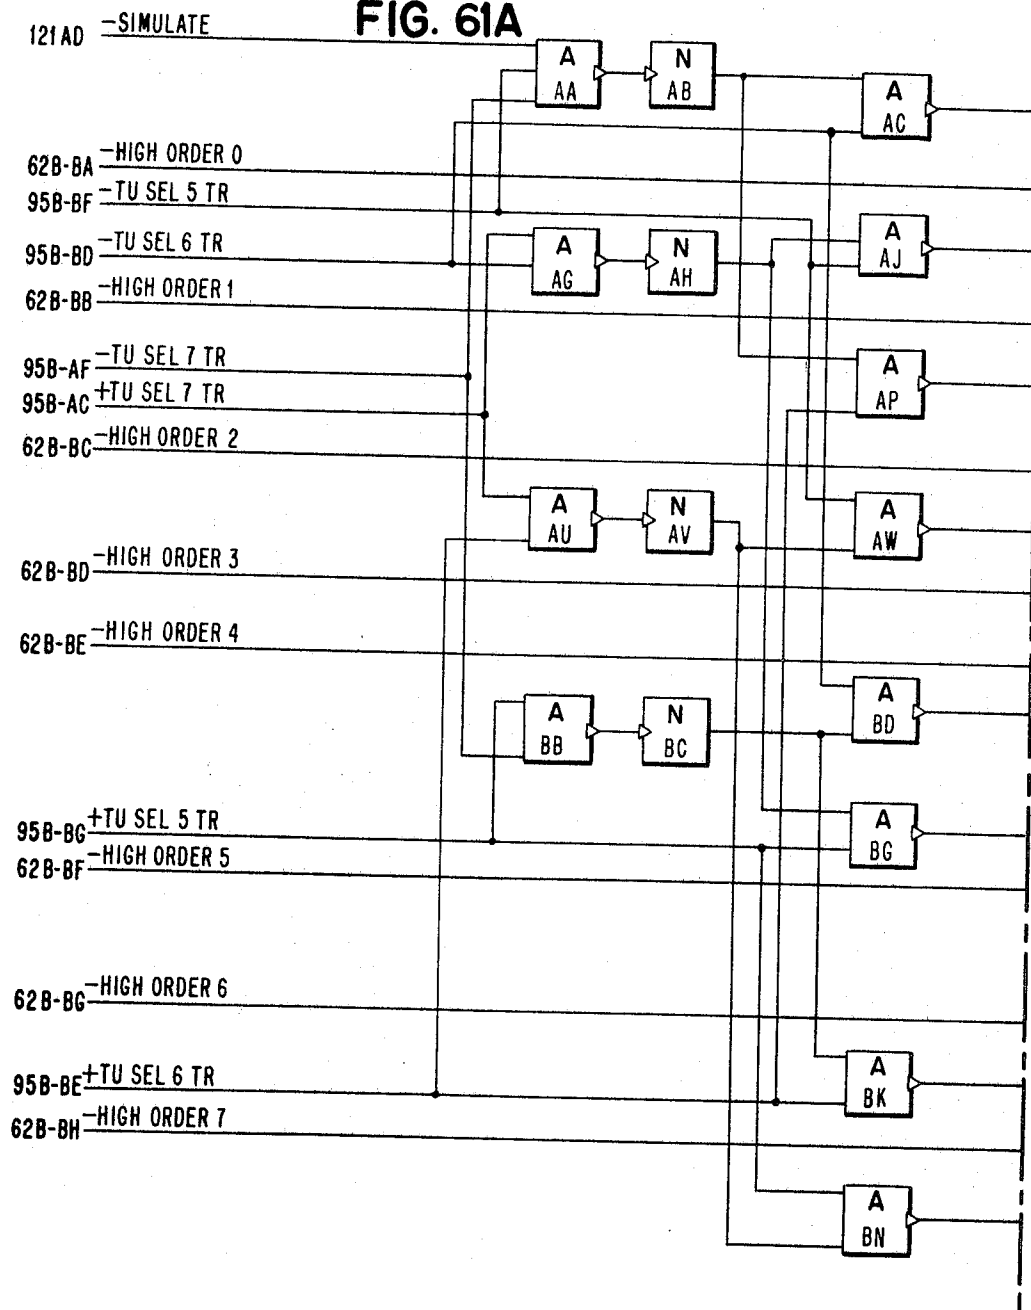 FIG. 61A
121AD -SIMULATE
A
AA
N
AB
A
AC
62B-BA -HIGH ORDER 0
95B-BF -TU SEL 5 TR
95B-BD -TU SEL 6 TR
A
AG
N
AH
A
AJ
62B-BB -HIGH ORDER 1
95B-AF -TU SEL 7 TR
A
AP
95B-AC +TU SEL 7 TR
62B-BC -HIGH ORDER 2
A
AU
N
AV
A
AW
62B-BD -HIGH ORDER 3
62B-BE -HIGH ORDER 4
A
BB
N
BC
A
BD
95B-BG +TU SEL 5 TR
A
BG
62B-BF -HIGH ORDER 5
62B-BG -HIGH ORDER 6
95B-BE +TU SEL 6 TR
A
BK
62B-BH -HIGH ORDER 7
A
BN